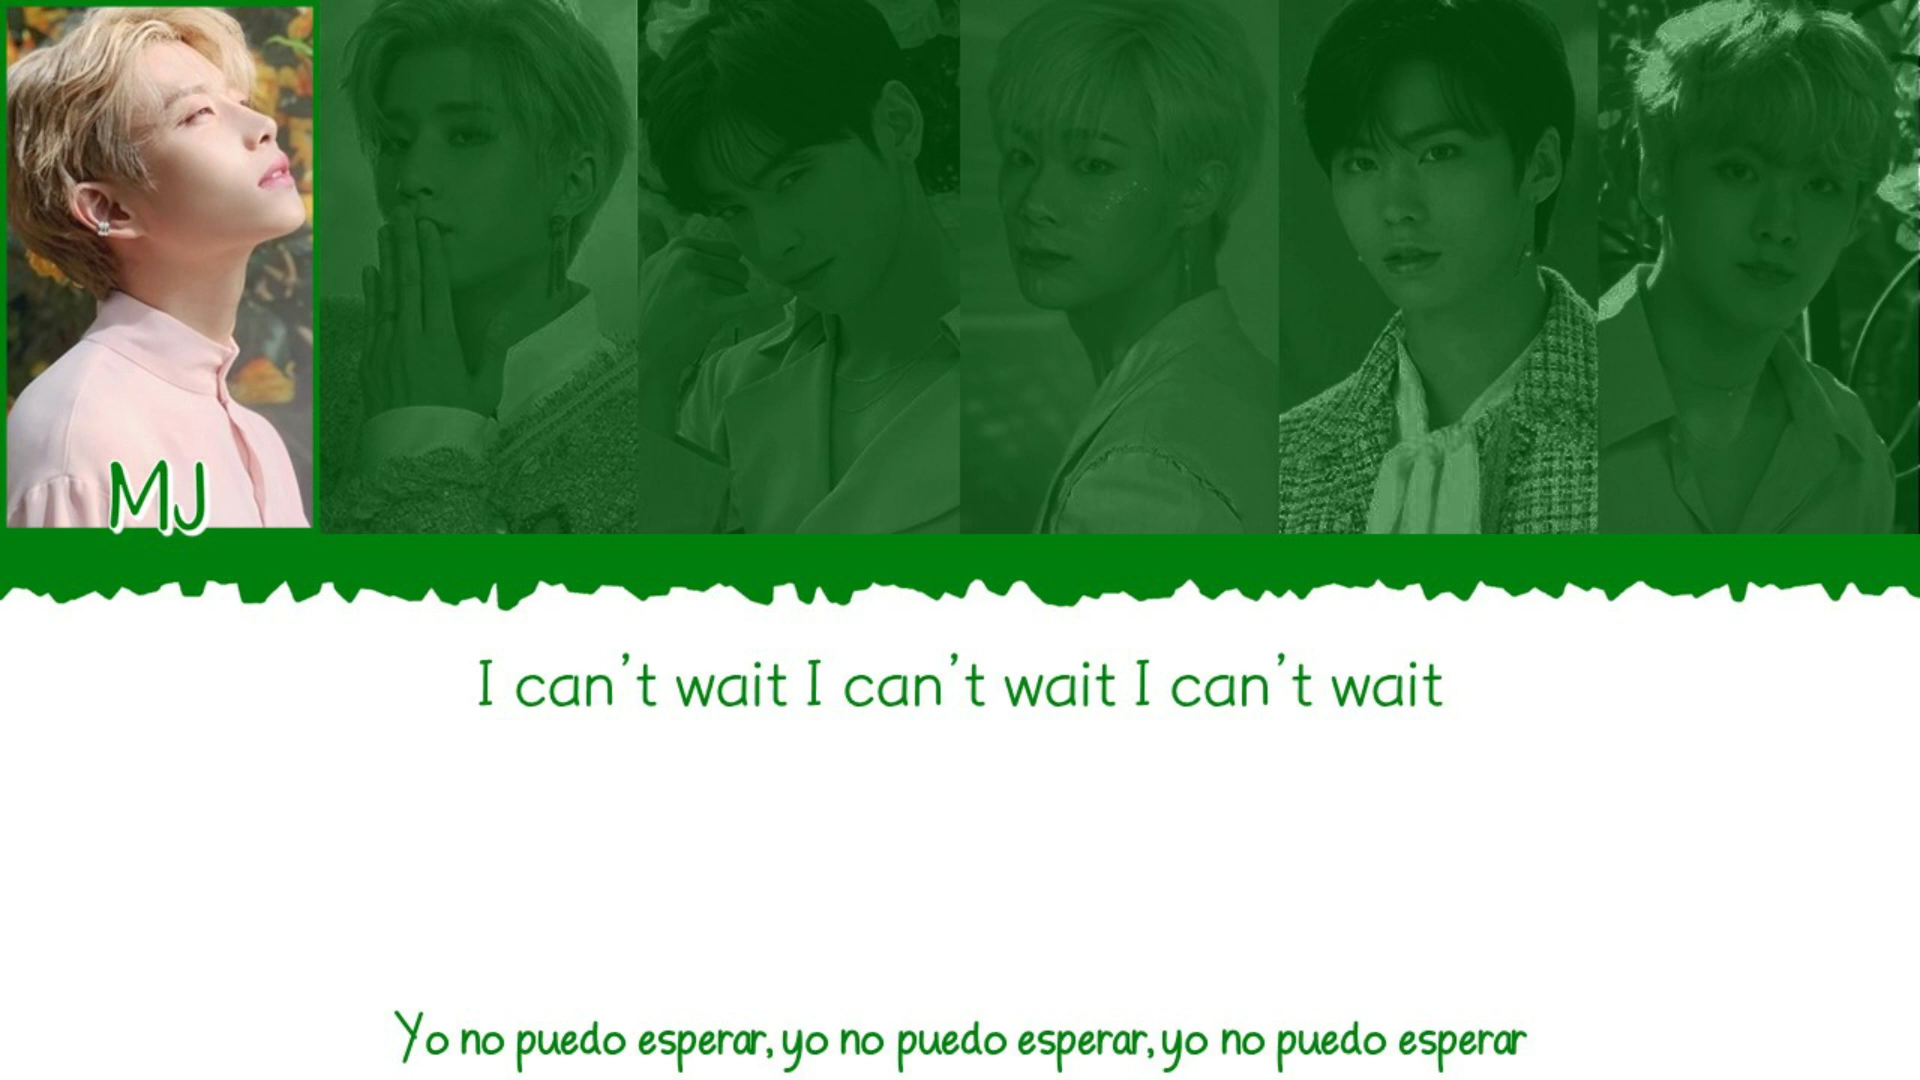 MJ
I can't wait I can't wait I can't wait
Yo no puedo esperar, yo no puedo esperar, yo no puedo esperar